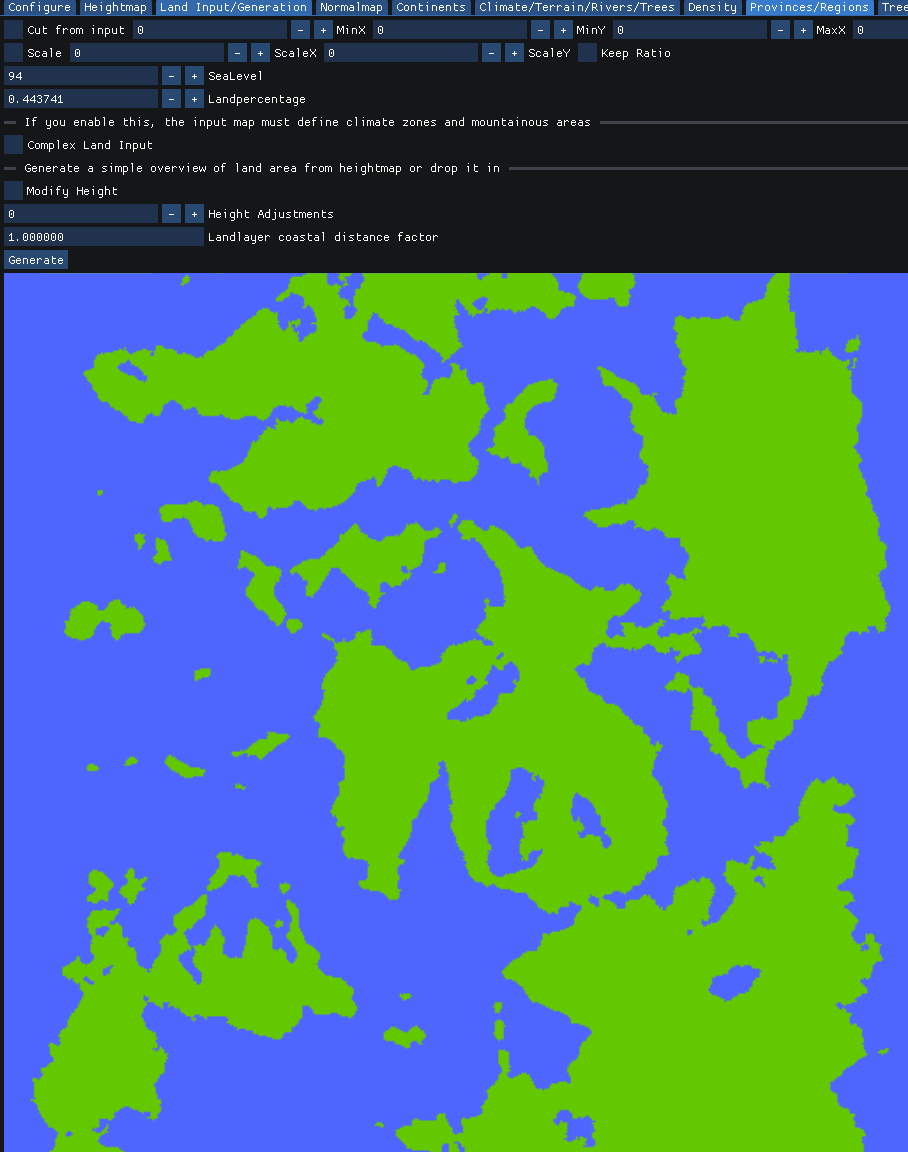 Configure Heightmap Land Input/Generation Normalmap Continents Climate/Terrain/Rivers/Trees Density Provinces/Regions Tree
Cut from input 0 - + MinX 0 - + MinY 0 - + MaxX 0
Scale 0 - + ScaleX 0 - + ScaleY Keep Ratio
94 - + SeaLevel
0.443741 - + Landpercentage
If you enable this, the input map must define climate zones and mountainous areas
Complex Land Input
Generate a simple overview of land area from heightmap or drop it in
Modify Height
0 - + Height Adjustments
1.000000 Landlayer coastal distance factor
Generate